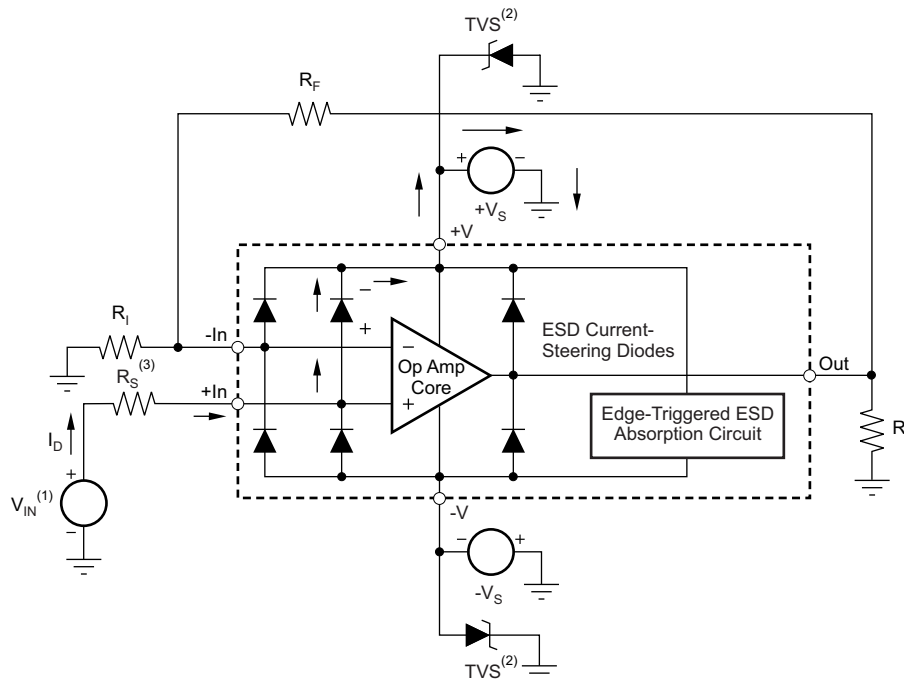 TVS(2)
RF
+ −
+VS
+V
RI
-In
RS(3)
+In
ID
+
VIN(1)
−
−
+
−
Op Amp
Core
+
ESD Current-
Steering Diodes
Out
Edge-Triggered ESD
Absorption Circuit
R
-V
− +
-VS
TVS(2)